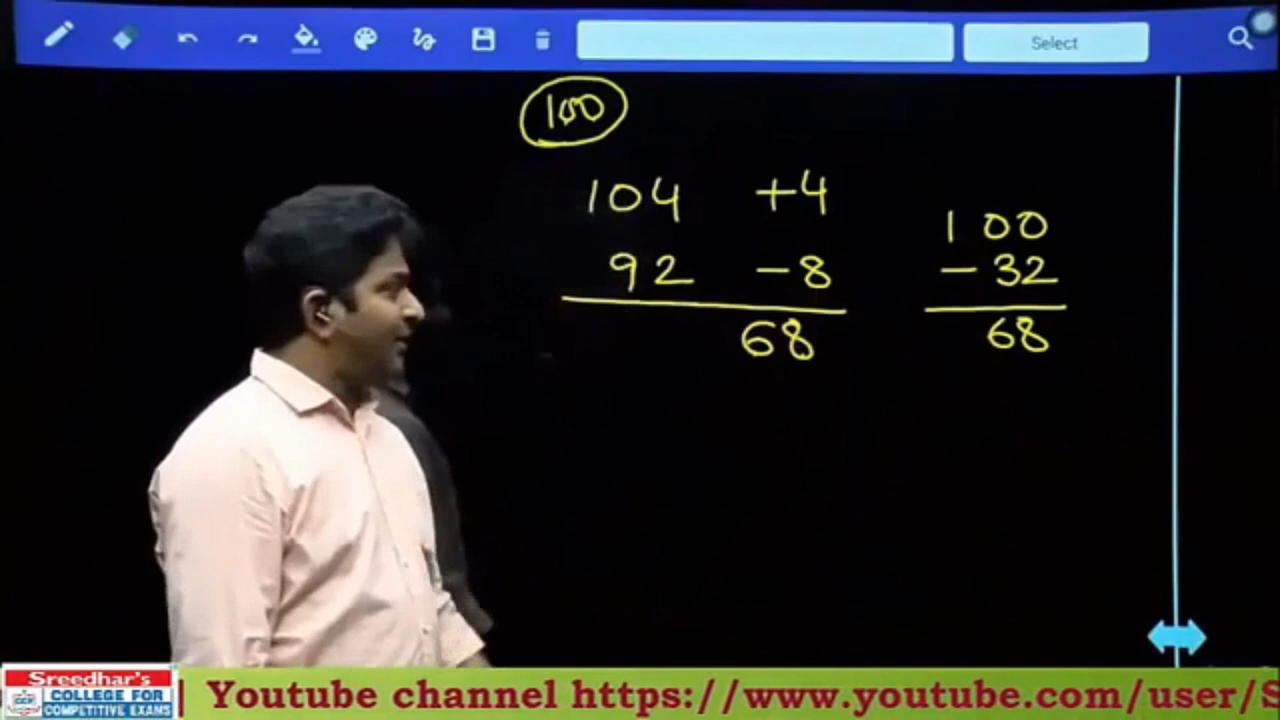 Select
100
104 +4
92 -8
68
100
-32
68
Sreedhar's
COLLEGE FOR
COMPETITIVE EXAMS
Youtube channel https://www.youtube.com/user/S